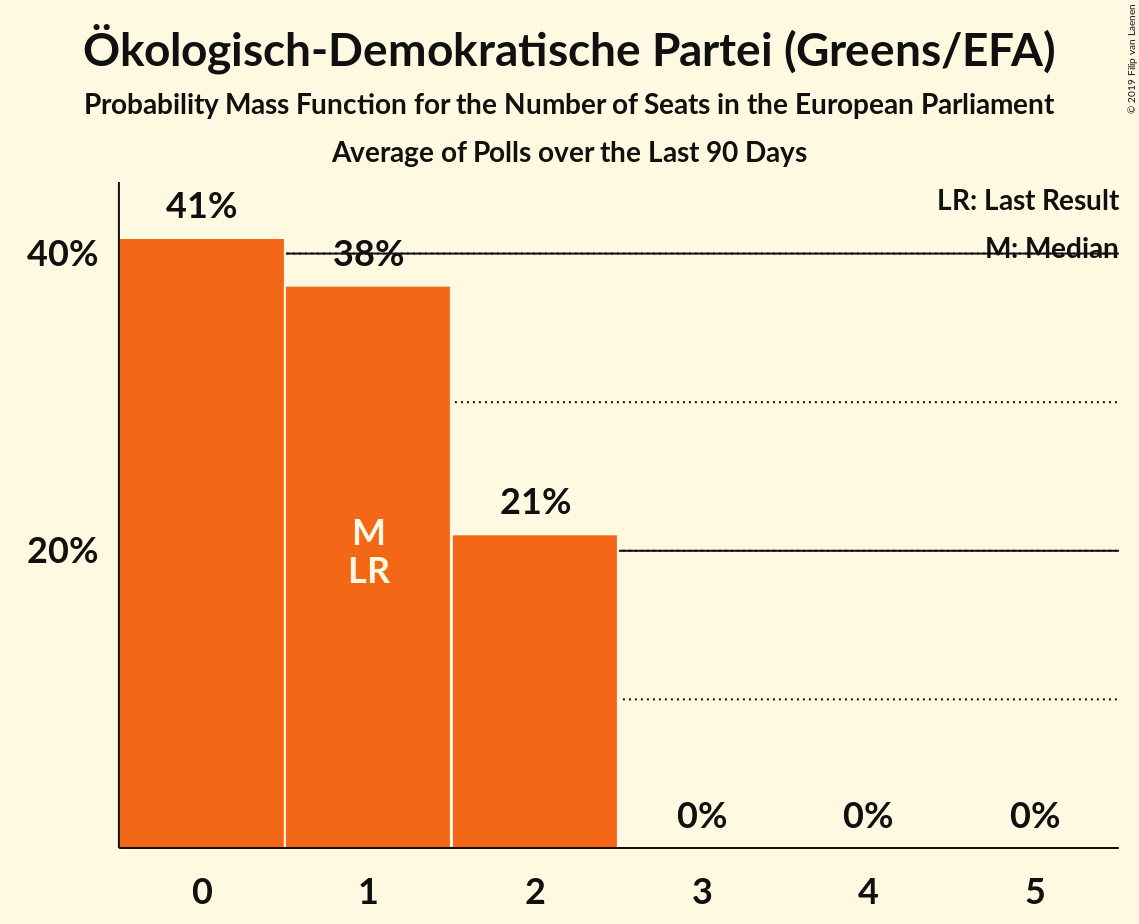 Ökologisch-Demokratische Partei (Greens/EFA)
Probability Mass Function for the Number of Seats in the European Parliament
Average of Polls over the Last 90 Days
© 2019 Filip van Laenen
LR: Last Result
M: Median
41%
38%
21%
0%
0%
0%
40%
20%
M
LR
0
1
2
3
4
5